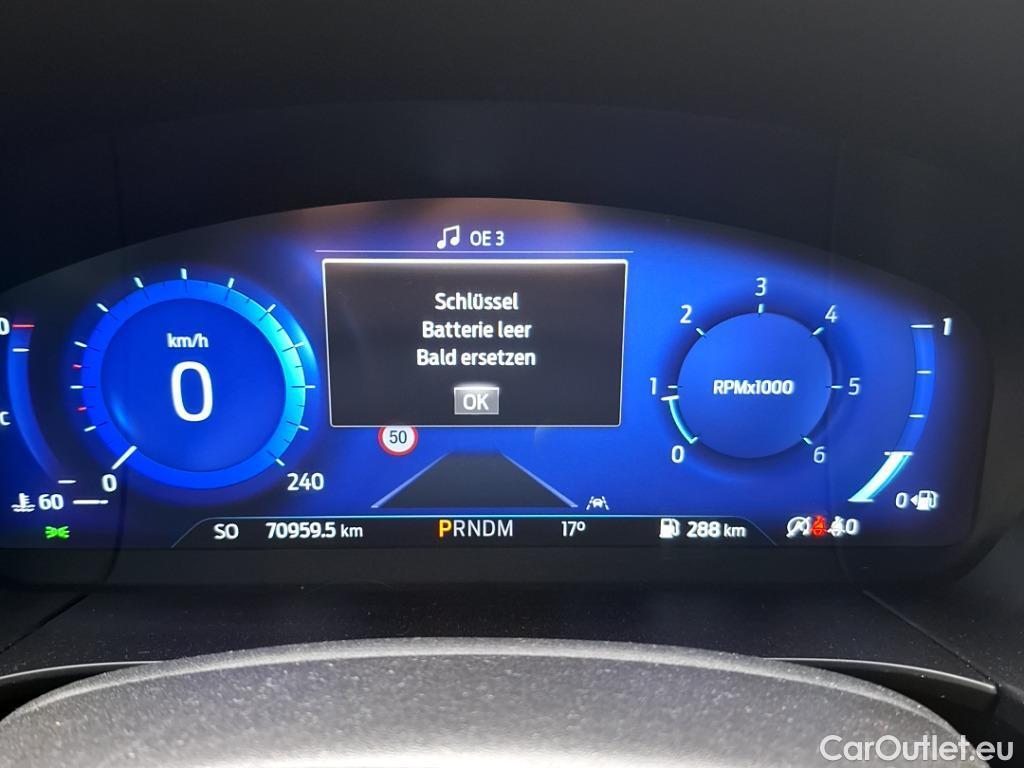 OE 3
Schlüssel
Batterie leer
Bald ersetzen
OK
km/h
0
0
240
60
50
3
2
4
1
5
RPMx1000
0
6
1
0
SO 70959.5 km PRNDM 17° 288 km 0
CarOutlet.eu